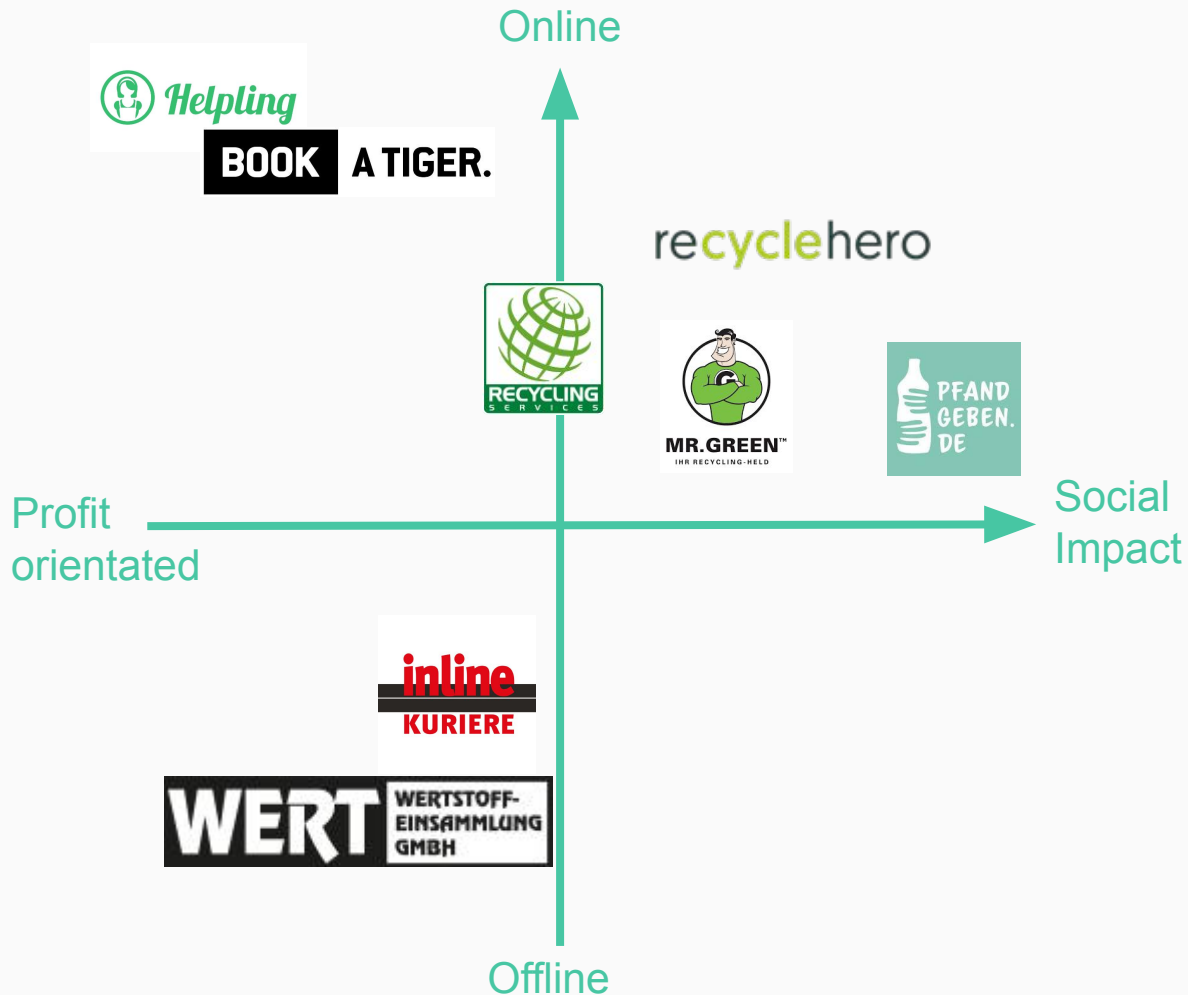 Online
Helpling
BOOK A TIGER.
recyclehero
RECYCLING
SERVICES
G
MR.GREEN™
IHR RECYCLING-HELD
PFAND
GEBEN.
DE
Profit
orientated
Social
Impact
inline
KURIERE
WERT
WERTSTOFF-
EINSAMMLUNG
GMBH
Offline